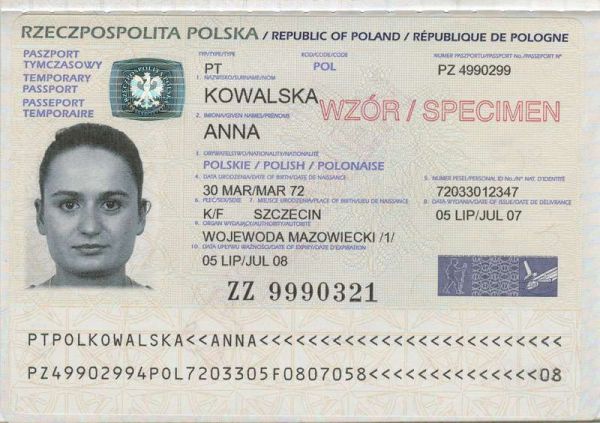 RZECZPOSPOLITA POLSKA / REPUBLIC OF POLAND / RÉPUBLIQUE DE POLOGNE
PASZPORT
TYMCZASOWY
TEMPORARY
PASSPORT
PASSEPORT
TEMPORAIRE
TYP/TYPE/TYPE KOD/CODE/CODE NUMER PASZPORTU/PASSPORT No/PASSEPORT No
PT POL PZ 4990299
1. NAZWISKO/SURNAME/NOM
KOWALSKA
WZÓR / SPECIMEN
2. IMIONA/GIVEN NAMES/PRÉNOMS
ANNA
3. OBYWATELSTWO/NATIONALITY/NATIONALITÉ
POLSKIE / POLISH / POLONAISE
4. DATA URODZENIA/DATE OF BIRTH/DATE DE NAISSANCE 5. NUMER PESEL/PERSONAL ID No./No NAT. D'IDENTITÉ
30 MAR/MAR 72 72033012347
6. PŁEĆ/SEX/SEXE 7. MIEJSCE URODZENIA/PLACE OF BIRTH/LIEU DE NAISSANCE 8. DATA WYDANIA/DATE OF ISSUE/DATE DE DÉLIVRANCE
K/F SZCZECIN 05 LIP/JUL 07
9. ORGAN WYDAJĄCY/AUTHORITY/AUTORITÉ
WOJEWODA MAZOWIECKI /1/
10. DATA UPŁYWU WAŻNOŚCI/DATE OF EXPIRY/DATE D'EXPIRATION
05 LIP/JUL 08
ZZ 9990321
PTPOLKOWALSKA<<ANNA<<<<<<<<<<<<<<<<<<<<<<<<<
PZ49902994POL7203305F0807058<<<<<<<<<<<<<<08